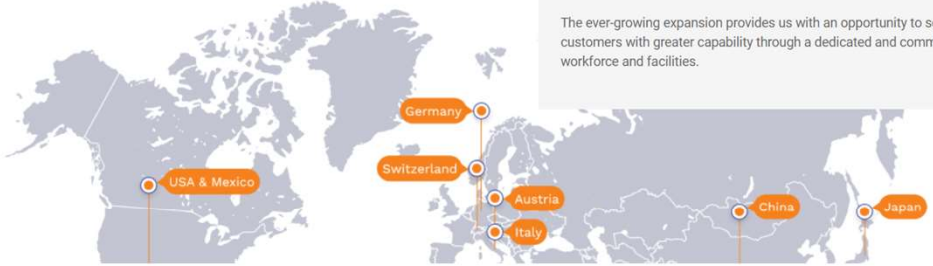 The ever-growing expansion provides us with an opportunity to
customers with greater capability through a dedicated and
workforce and facilities.
Germany
Switzerland
USA & Mexico
Austria
China
Japan
Italy